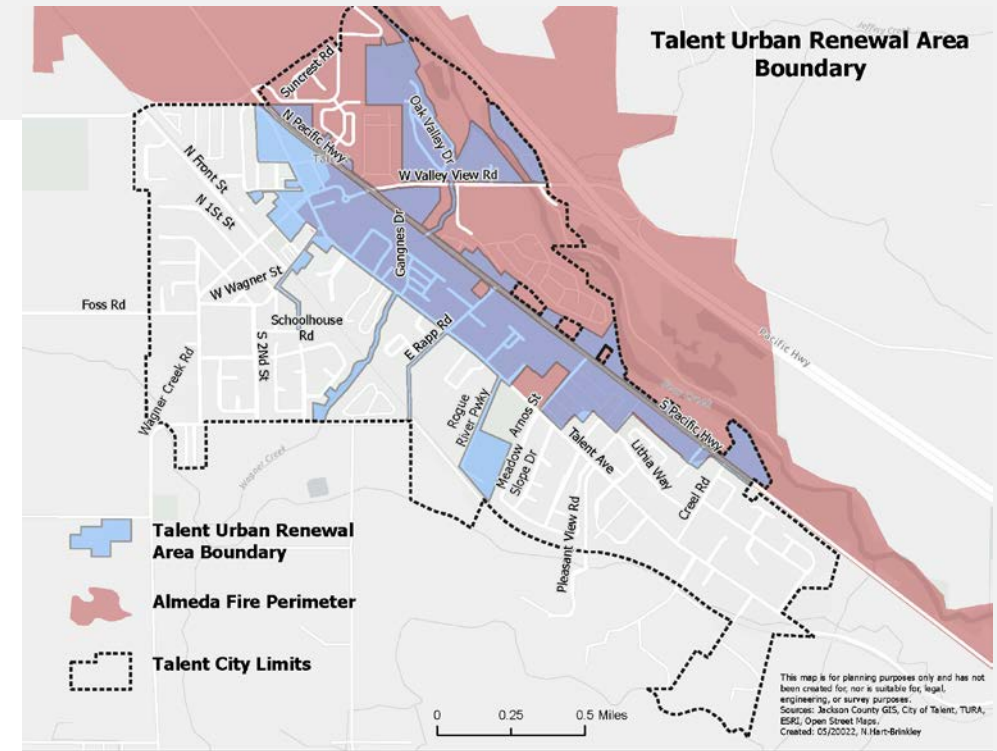 Talent Urban Renewal Area
Boundary
Jeffrey Creek
Suncrest Rd
N Pacific Hwy
Oak Valley Dr
W Valley View Rd
N Front St
N 1St St
Gangnes Dr
W Wagner St
Foss Rd
Schoolhouse
Rd
S 2Nd St
E Rapp Rd
Pacific Hwy
Wagner Creek Rd
Rogue
River Pwky
Arnos St
S Pacific Hwy
Meadow
Slope Dr
Talent Ave
Lithia Way
Creel Rd
Wagner Creek
Pleasant View Rd
Talent Urban Renewal
Area Boundary
Almeda Fire Perimeter
Talent City Limits
0 0.25 0.5 Miles
This map is for planning purposes only and has not
been created for, nor is suitable for, legal,
engineering, or survey purposes.
Sources: Jackson County GIS, City of Talent, TURA,
ESRI, Open Street Maps.
Created: 05/20022, N.Hart-Brinkley